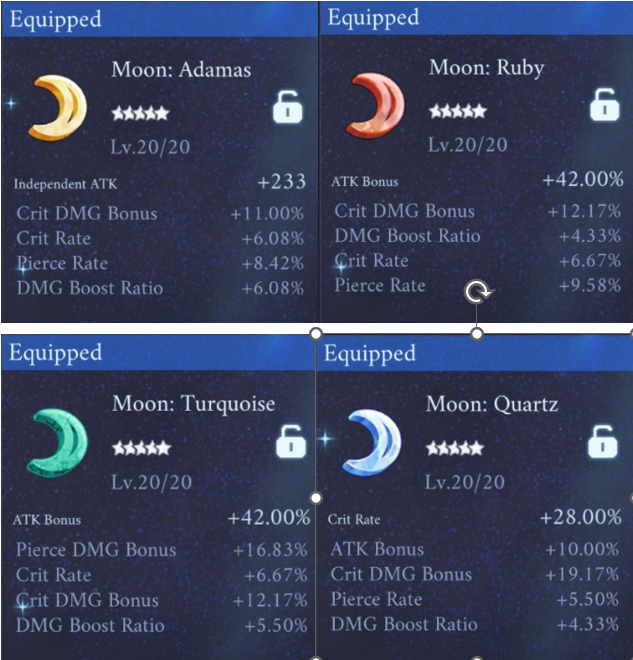 Equipped
Moon: Adamas
Lv.20/20
Independent ATK +233
Crit DMG Bonus +11.00%
Crit Rate +6.08%
Pierce Rate +8.42%
DMG Boost Ratio +6.08%
Equipped
Moon: Ruby
Lv.20/20
ATK Bonus +42.00%
Crit DMG Bonus +12.17%
DMG Boost Ratio +4.33%
Crit Rate +6.67%
Pierce Rate +9.58%
Equipped
Moon: Turquoise
Lv.20/20
ATK Bonus +42.00%
Pierce DMG Bonus +16.83%
Crit Rate +6.67%
Crit DMG Bonus +12.17%
DMG Boost Ratio +5.50%
Equipped
Moon: Quartz
Lv.20/20
Crit Rate +28.00%
ATK Bonus +10.00%
Crit DMG Bonus +19.17%
Pierce Rate +5.50%
DMG Boost Ratio +4.33%